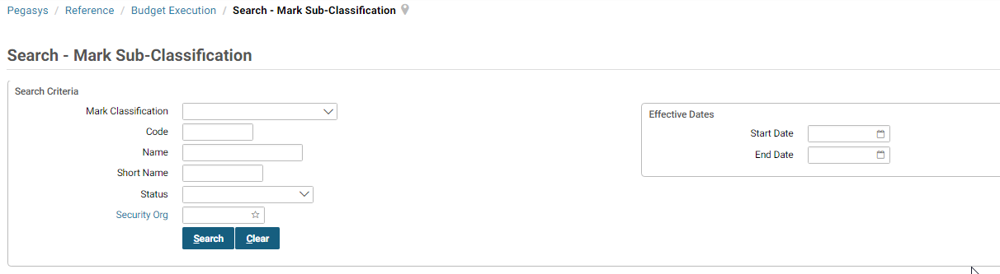 Pegasys / Reference / Budget Execution / Search - Mark Sub-Classification
Search - Mark Sub-Classification
Search Criteria
Mark Classification
Code
Name
Short Name
Status
Security Org
Search Clear
Effective Dates
Start Date
End Date